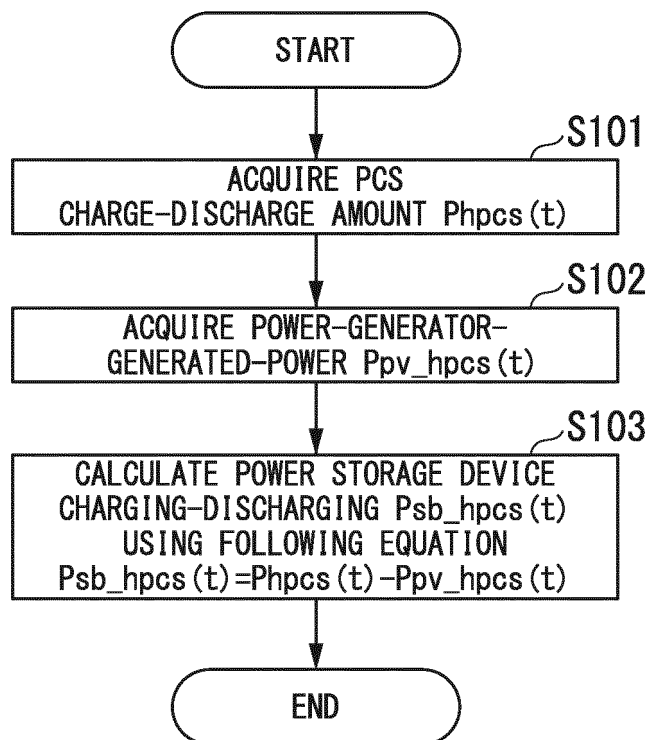 START
S101
ACQUIRE PCS
CHARGE-DISCHARGE AMOUNT Phpcs(t)
S102
ACQUIRE POWER-GENERATOR-
GENERATED-POWER Ppv_hpcs(t)
S103
CALCULATE POWER STORAGE DEVICE
CHARGING-DISCHARGING Psb_hpcs(t)
USING FOLLOWING EQUATION
Psb_hpcs(t)=Phpcs(t)-Ppv_hpcs(t)
END